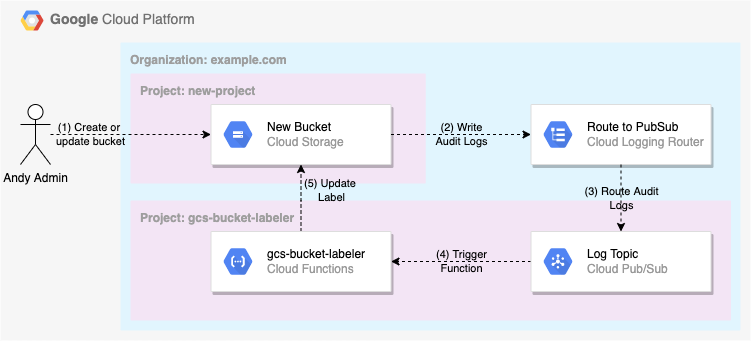 Google Cloud Platform
Organization: example.com
Project: new-project
(1) Create or
update bucket
Andy Admin
New Bucket
Cloud Storage
(2) Write
Audit Logs
Route to PubSub
Cloud Logging Router
(3) Route Audit
Logs
(5) Update
Label
Project: gcs-bucket-labeler
gcs-bucket-labeler
Cloud Functions
(4) Trigger
Function
Log Topic
Cloud Pub/Sub